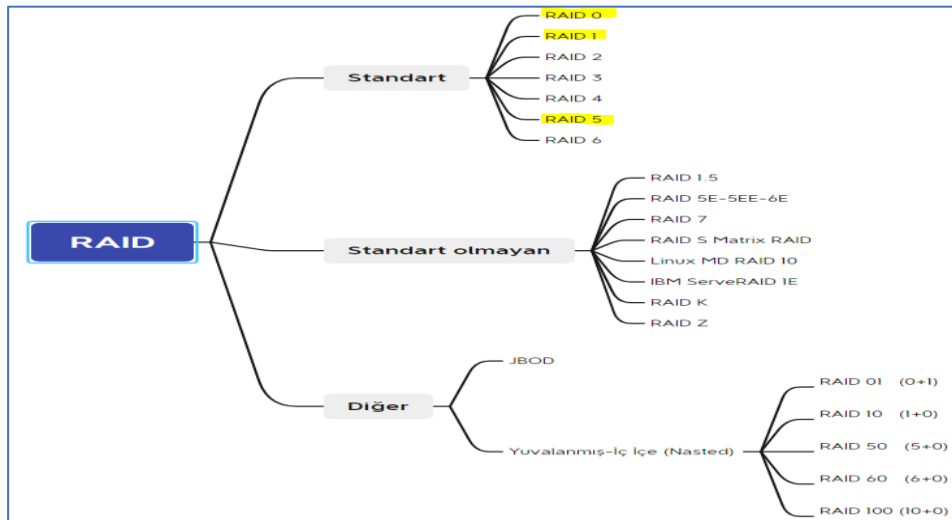 RAID
Standart
RAID 0
RAID 1
RAID 2
RAID 3
RAID 4
RAID 5
RAID 6
Standart olmayan
RAID 1.5
RAID 5E-5EE-6E
RAID 7
RAID S Matrix RAID
Linux MD RAID 10
IBM ServeRAID 1E
RAID K
RAID Z
Diğer
JBOD
Yuvalanmış-İç İçe (Nasted)
RAID 01 (0+1)
RAID 10 (1+0)
RAID 50 (5+0)
RAID 60 (6+0)
RAID 100 (10+0)